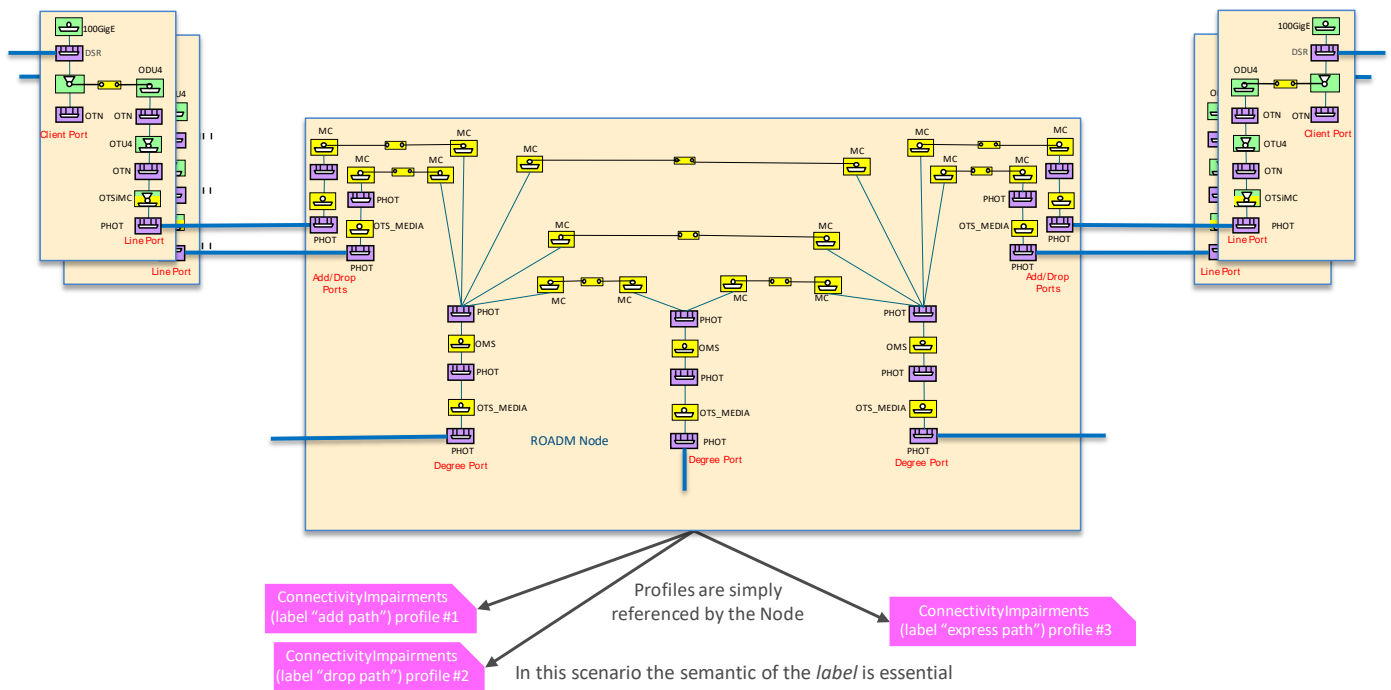 100GigE
DSR
ODU4
OTN
OTN
Client Port
OTU4
OTN
OTSiMC
PHOT
Line Port
U4
Line Port
MC
MC
MC
MC
PHOT
OTS_MEDIA
PHOT
PHOT
Add/Drop
Ports
MC
MC
MC
MC
MC
MC
MC
MC
MC
MC
MC
MC
PHOT
OTS_MEDIA
PHOT
PHOT
Add/Drop
Ports
PHOT
OMS
PHOT
OTS_MEDIA
PHOT
Degree Port
ROADM Node
PHOT
OMS
PHOT
OTS_MEDIA
PHOT
Degree Port
PHOT
OMS
PHOT
OTS_MEDIA
PHOT
Degree Port
100GigE
DSR
ODU4
O
OTN
OTN
Client Port
OTU4
OTN
OTSiMC
PHOT
Line Port
Line Port
Profiles are simply
referenced by the Node
ConnectivityImpairments
(label “add path”) profile #1
ConnectivityImpairments
(label “express path”) profile #3
ConnectivityImpairments
(label “drop path”) profile #2
In this scenario the semantic of the label is essential